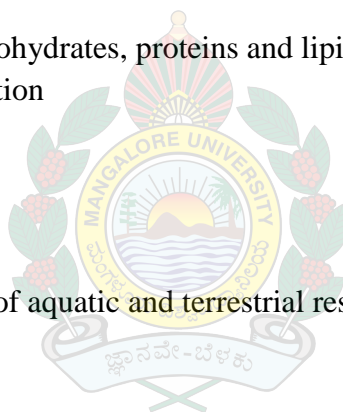 ohydrates, proteins and lipi
tion
MANGALORE UNIVERSITY
of aquatic and terrestrial res
ಜ್ಞಾನವೇ-ಬೆಳಕು